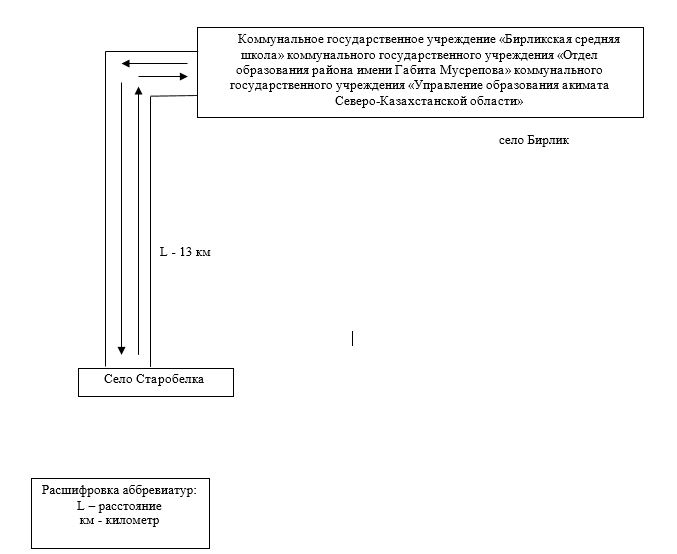 Коммунальное государственное учреждение «Бирликская средняя
школа» коммунального государственного учреждения «Отдел
образования района имени Габита Мусрепова» коммунального
государственного учреждения «Управление образования акимата
Северо-Казахстанской области»
село Бирлик
L - 13 км
Село Старобелка
Расшифровка аббревиатур:
L – расстояние
км - километр